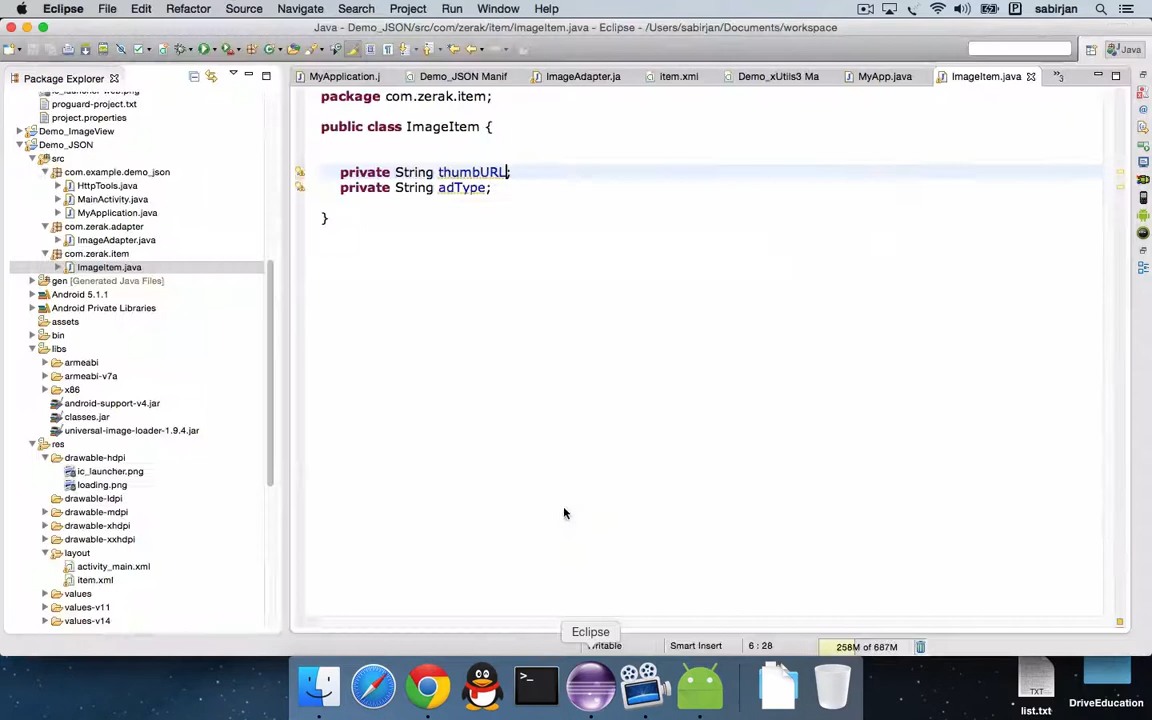 Eclipse File Edit Refactor Source Navigate Search Project Run Window Help sabirjan
Java - Demo_JSON/src/com/zerak/item/ImageItem.java - Eclipse - /Users/sabirjan/Documents/workspace
Java
Package Explorer
MyApplication.j
Demo_JSON Manif
ImageAdapter.ja
item.xml
Demo_xUtils3 Ma
MyApp.java
ImageItem.java
»3
proguard-project.txt
project.properties
Demo_ImageView
Demo_JSON
src
com.example.demo_json
HttpTools.java
MainActivity.java
MyApplication.java
com.zerak.adapter
ImageAdapter.java
com.zerak.item
ImageItem.java
gen [Generated Java Files]
Android 5.1.1
Android Private Libraries
assets
bin
libs
armeabi
armeabi-v7a
x86
android-support-v4.jar
classes.jar
universal-image-loader-1.9.4.jar
res
drawable-hdpi
ic_launcher.png
loading.png
drawable-ldpi
drawable-mdpi
drawable-xhdpi
drawable-xxhdpi
layout
activity_main.xml
item.xml
values
values-v11
values-v14
package com.zerak.item;
public class ImageItem {
private String thumbURL;
private String adType;
}
Eclipse
Smart Insert
6 : 28
258M of 687M
TXT
list.txt
DriveEducation